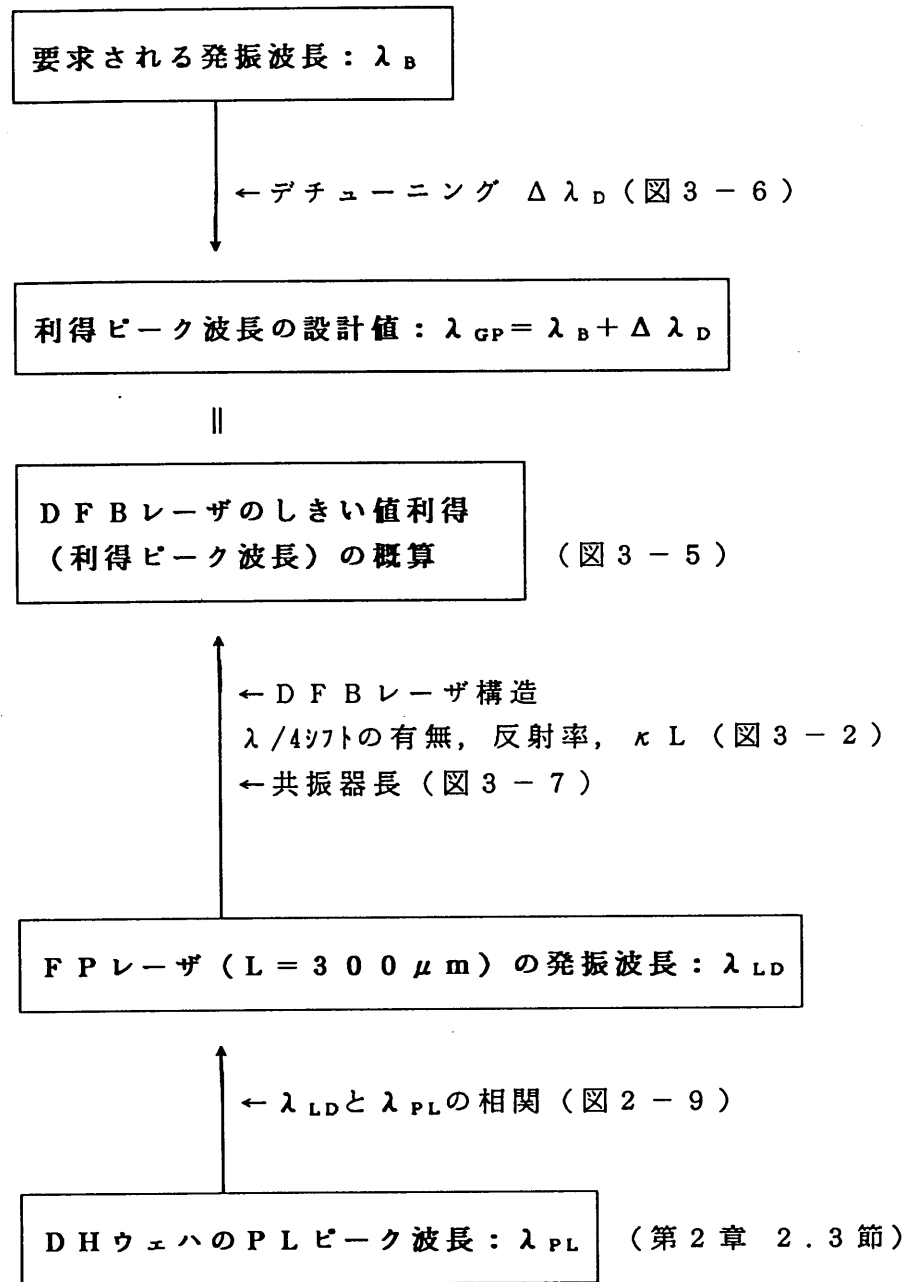 要求される発振波長：λB
←デチューニング ΔλD（図3－6）
利得ピーク波長の設計値：λGP＝λB＋ΔλD
||
DFBレーザのしきい値利得
（利得ピーク波長）の概算
（図3－5）
←DFBレーザ構造
λ/4ｼﾌﾄの有無，反射率，κL（図3－2）
←共振器長（図3－7）
FPレーザ（L＝300μm）の発振波長：λLD
←λLDとλPLの相関（図2－9）
DHウェハのPLピーク波長：λPL （第2章 2.3節）